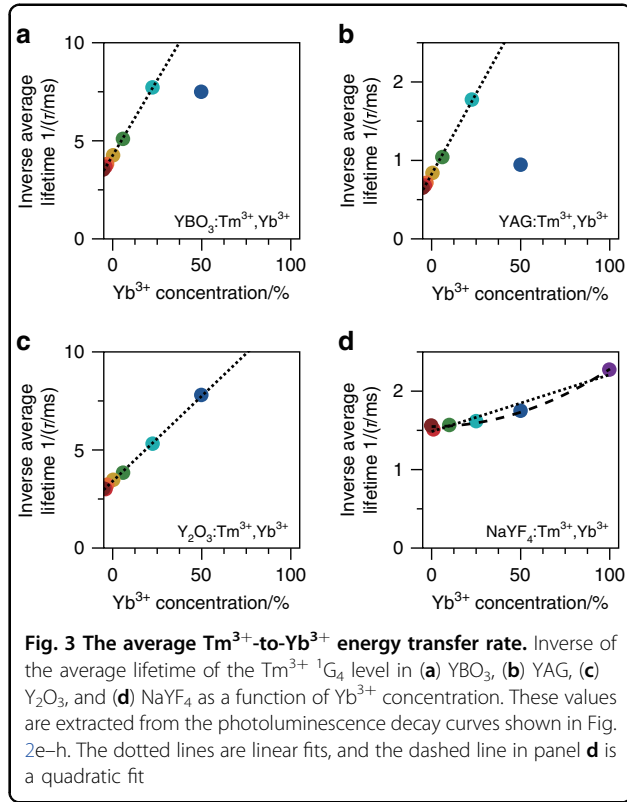 a
10
5
0
0
50
100
Inverse average
lifetime 1/(τ/ms)
YBO₃:Tm³⁺,Yb³⁺
Yb³⁺ concentration/%
b
2
1
0
0
50
100
Inverse average
lifetime 1/(τ/ms)
YAG:Tm³⁺,Yb³⁺
Yb³⁺ concentration/%
c
10
5
0
0
50
100
Inverse average
lifetime 1/(τ/ms)
Y₂O₃:Tm³⁺,Yb³⁺
Yb³⁺ concentration/%
d
2
1
0
0
50
100
Inverse average
lifetime 1/(τ/ms)
NaYF₄:Tm³⁺,Yb³⁺
Yb³⁺ concentration/%
Fig. 3 The average Tm³⁺-to-Yb³⁺ energy transfer rate. Inverse of
the average lifetime of the Tm³⁺ ¹G₄ level in (a) YBO₃, (b) YAG, (c)
Y₂O₃, and (d) NaYF₄ as a function of Yb³⁺ concentration. These values
are extracted from the photoluminescence decay curves shown in Fig.
2e–h. The dotted lines are linear fits, and the dashed line in panel d is
a quadratic fit